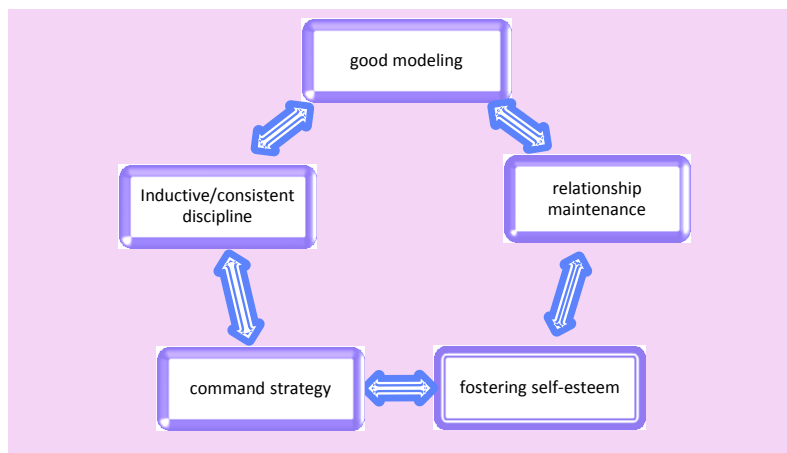 good modeling
Inductive/consistent
discipline
relationship
maintenance
command strategy
fostering self-esteem